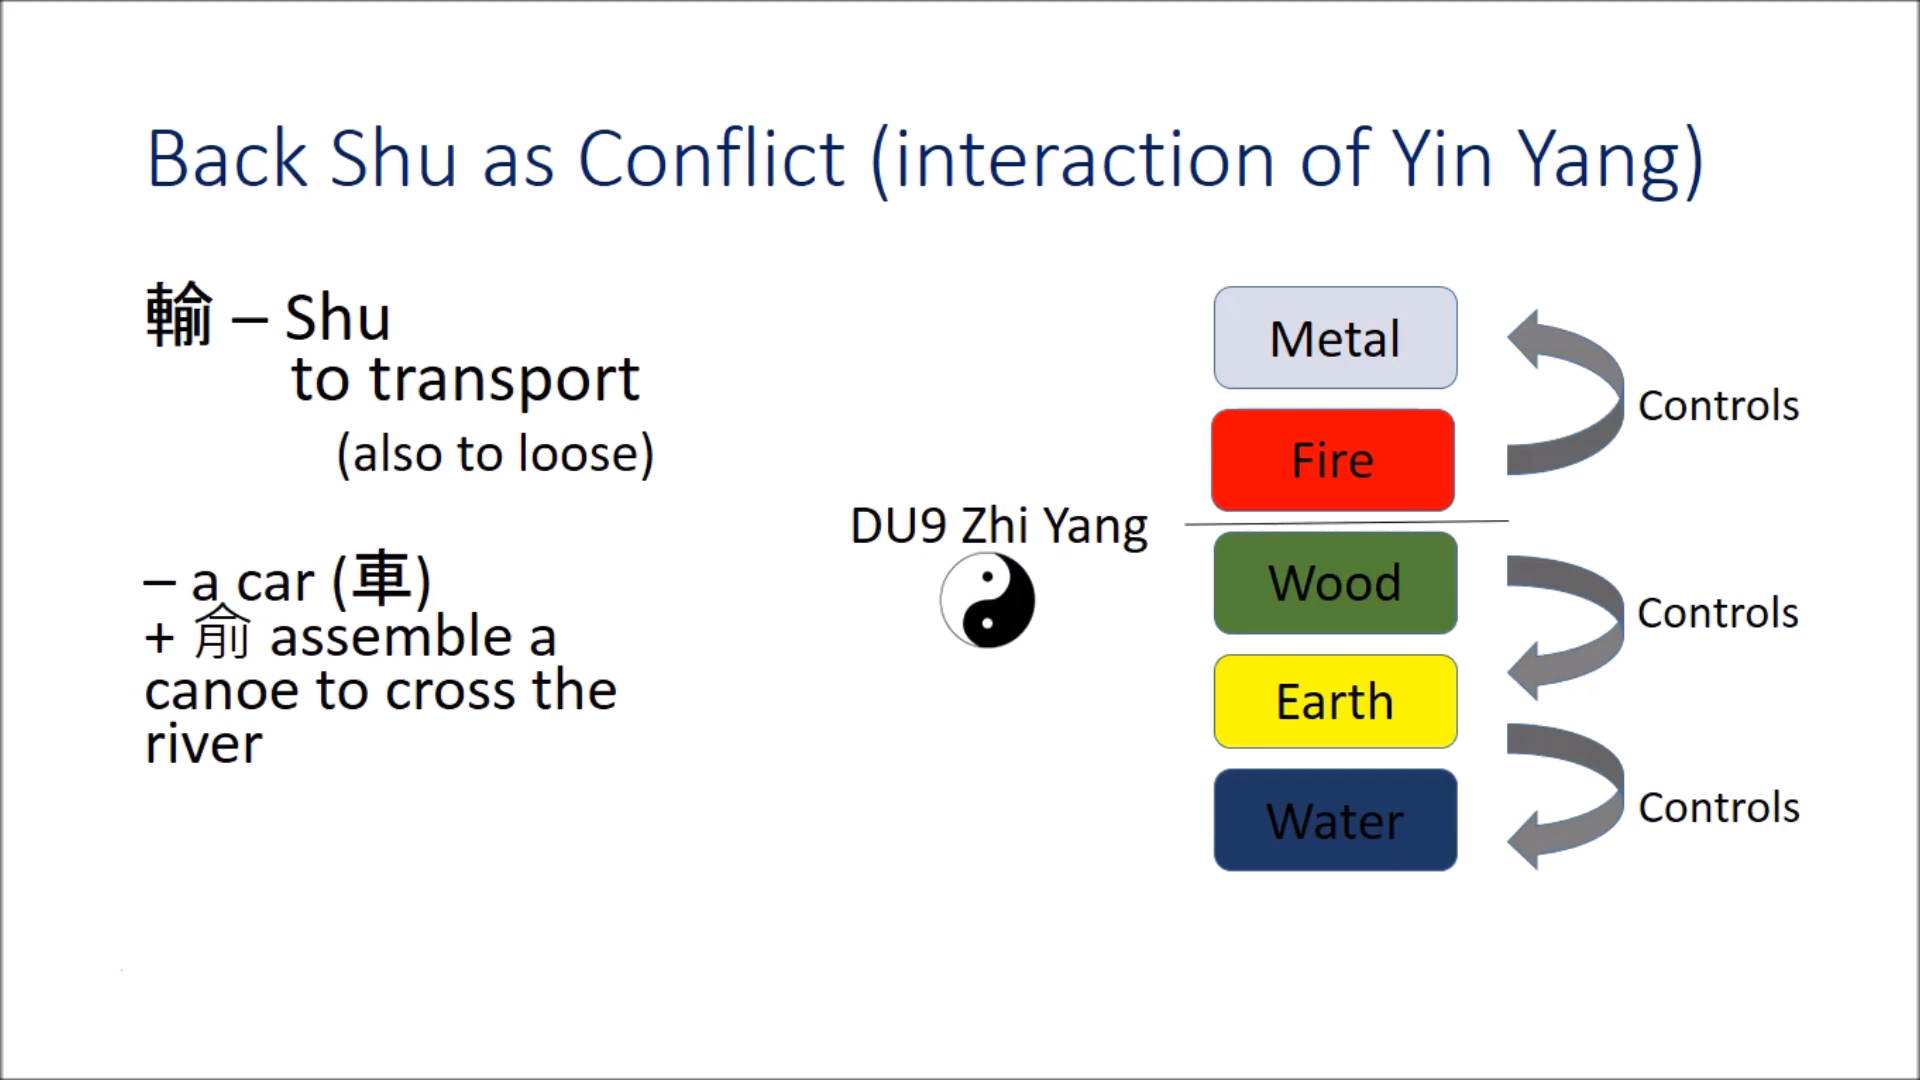 Back Shu as Conflict (interaction of Yin Yang)
輸 – Shu
to transport
(also to loose)
– a car (車)
+ 俞 assemble a
canoe to cross the
river
DU9 Zhi Yang
Metal
Fire
Wood
Earth
Water
Controls
Controls
Controls